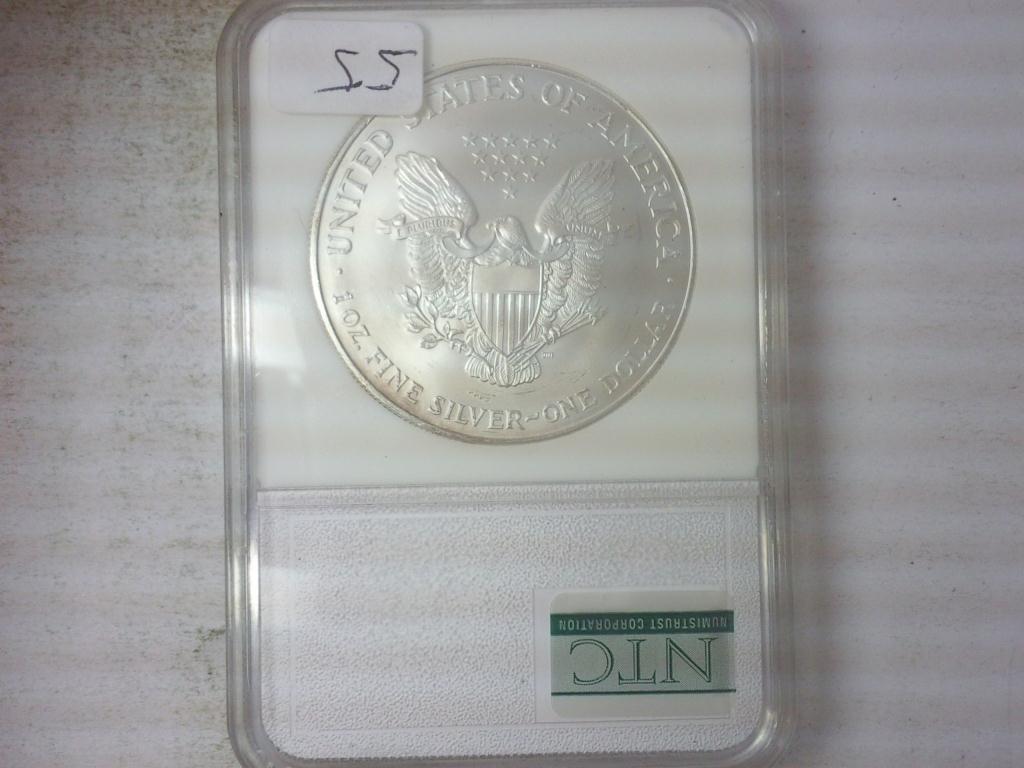 55
UNITED STATES OF AMERICA
PLURIBUS
UNUM
1 OZ. FINE SILVER~ONE DOLLAR
NTC
NUMISTRUST CORPORATION